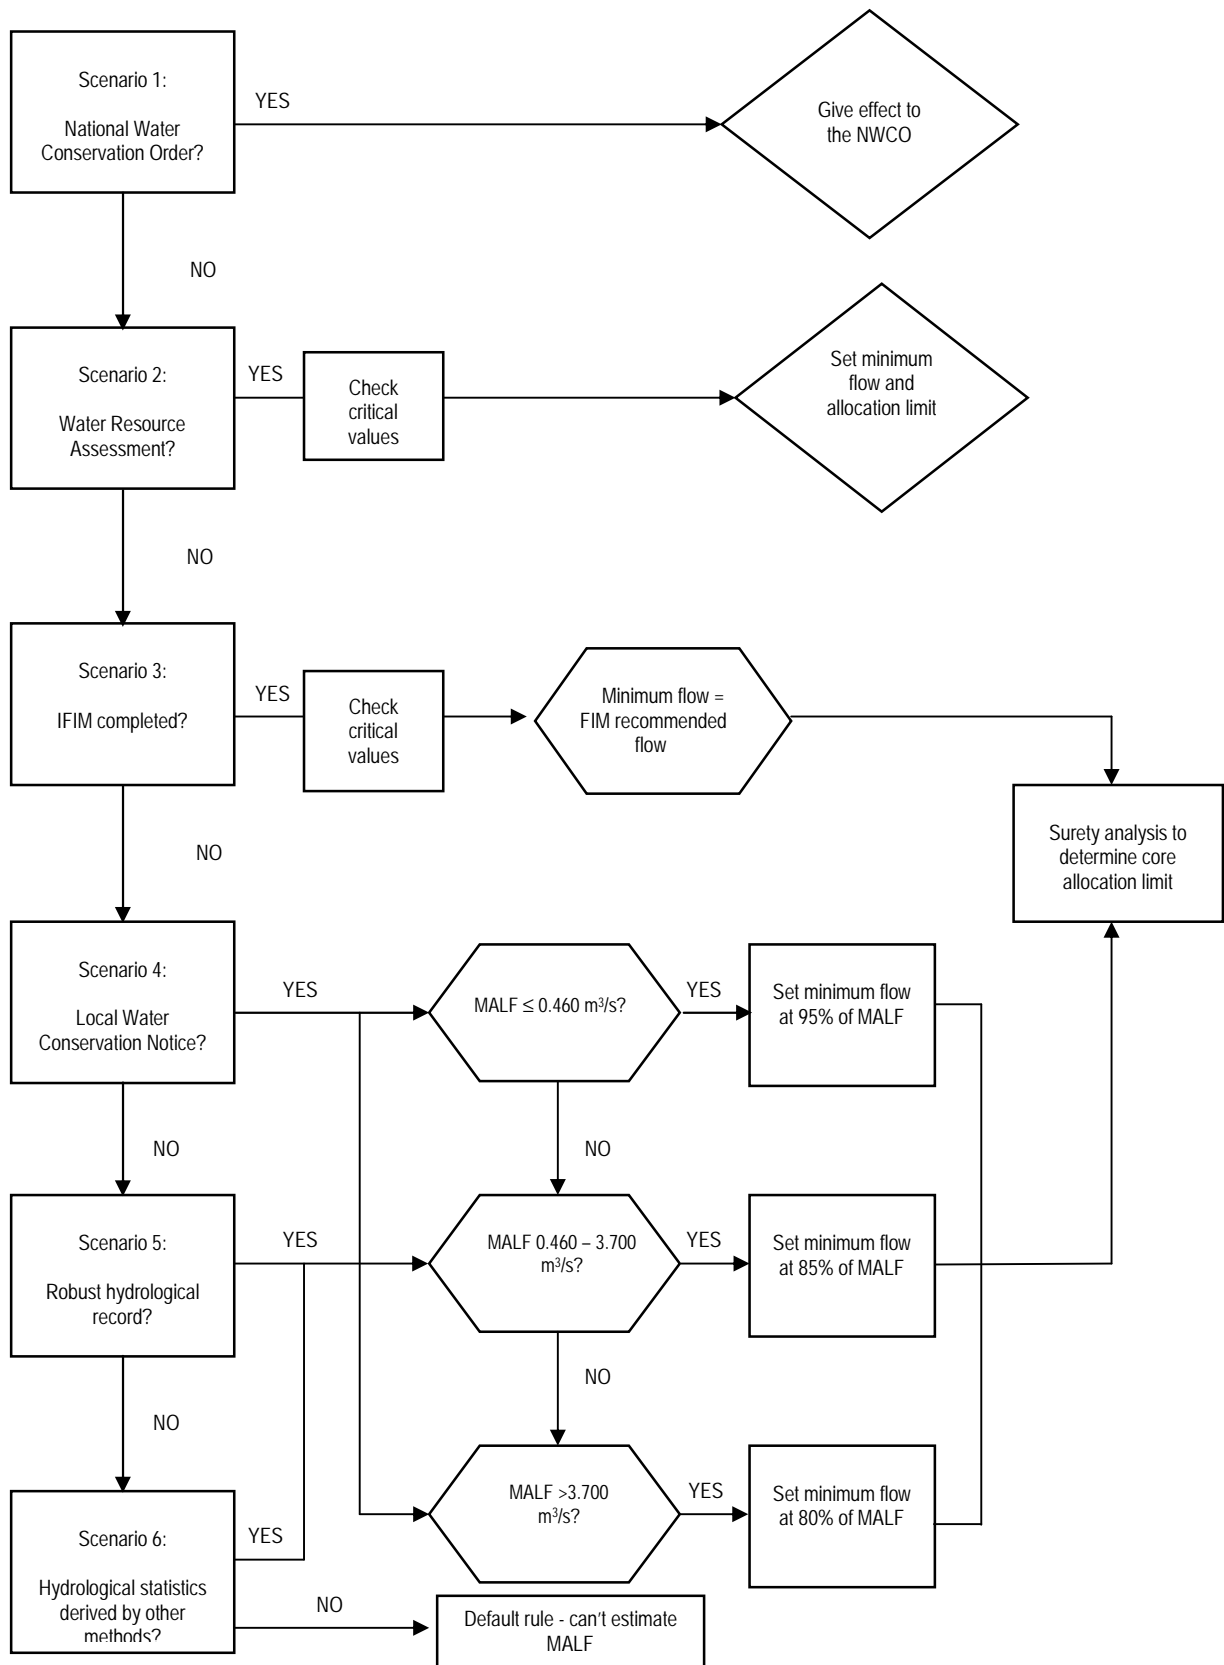 Scenario 1:
National Water
Conservation Order?
YES
Give effect to
the NWCO
NO
Scenario 2:
Water Resource
Assessment?
YES
Check
critical
values
Set minimum
flow and
allocation limit
NO
Scenario 3:
IFIM completed?
YES
Check
critical
values
Minimum flow =
FIM recommended
flow
Surety analysis to
determine core
allocation limit
NO
Scenario 4:
Local Water
Conservation Notice?
YES
MALF ≤ 0.460 m³/s?
YES
Set minimum flow
at 95% of MALF
NO
NO
Scenario 5:
Robust hydrological
record?
YES
MALF 0.460 – 3.700
m³/s?
YES
Set minimum flow
at 85% of MALF
NO
NO
Scenario 6:
Hydrological statistics
derived by other
methods?
YES
MALF >3.700
m³/s?
YES
Set minimum flow
at 80% of MALF
NO
Default rule - can't estimate
MALF